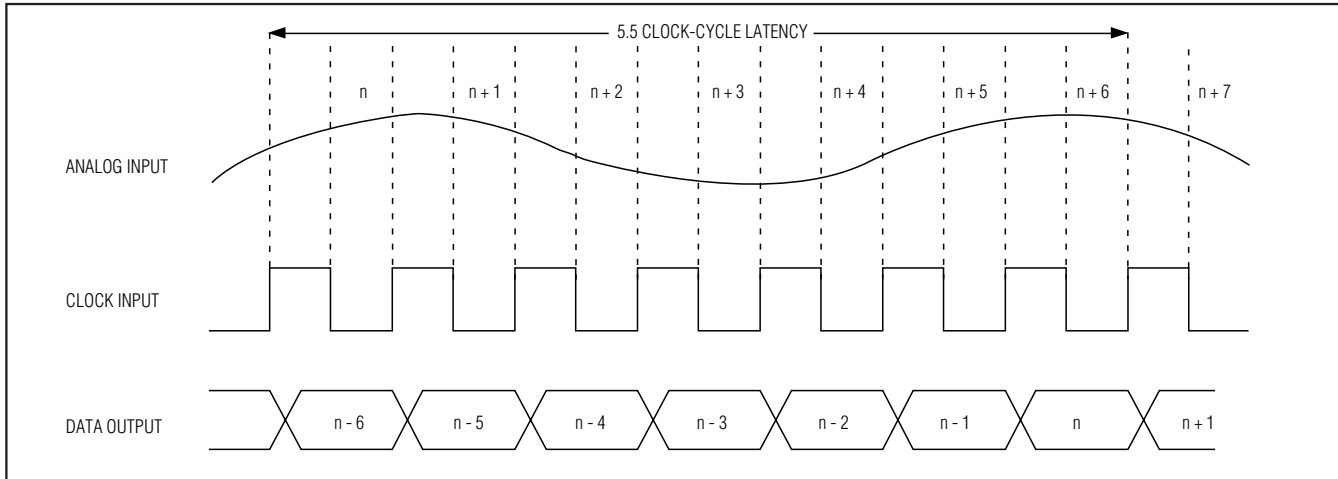 5.5 CLOCK-CYCLE LATENCY
n n + 1 n + 2 n + 3 n + 4 n + 5 n + 6 n + 7
ANALOG INPUT
CLOCK INPUT
DATA OUTPUT n - 6 n - 5 n - 4 n - 3 n - 2 n - 1 n n + 1